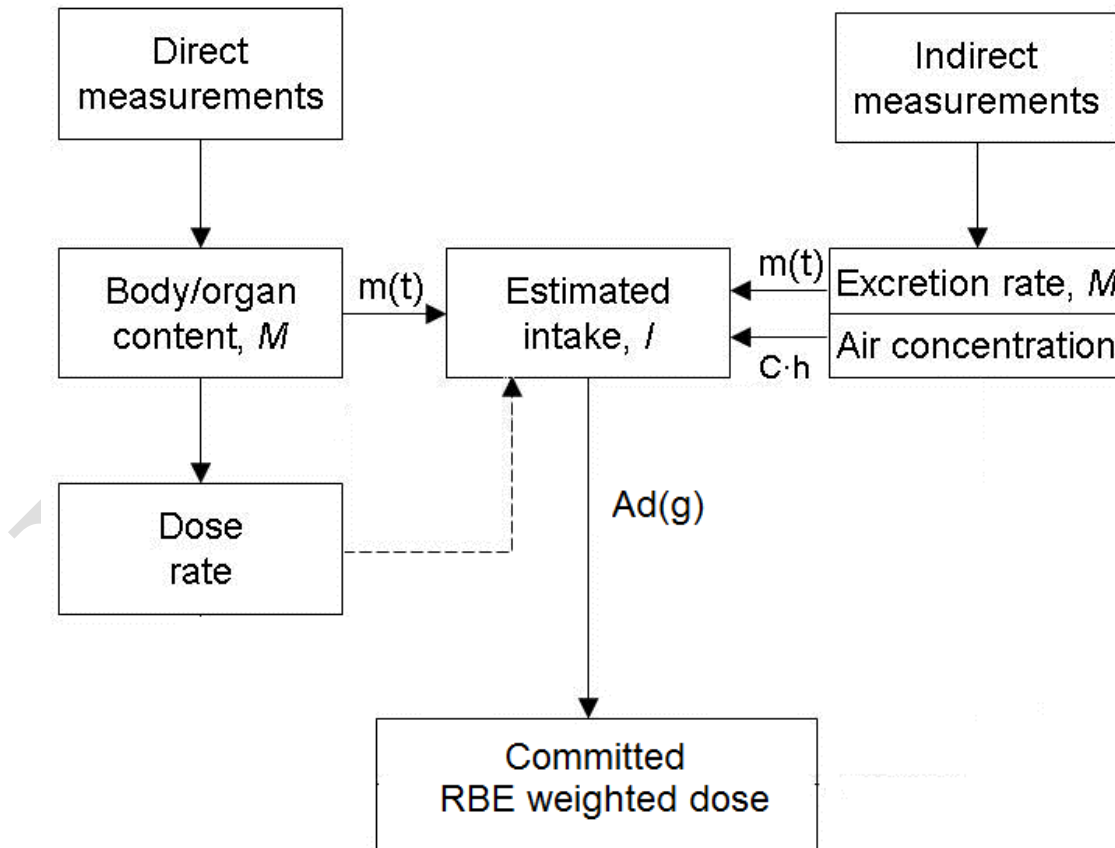 Direct
measurements
Indirect
measurements
Body/organ
content, M
m(t)
Estimated
intake, I
m(t)
C·h
Excretion rate, M
Air concentration
Dose
rate
Ad(g)
Committed
RBE weighted dose